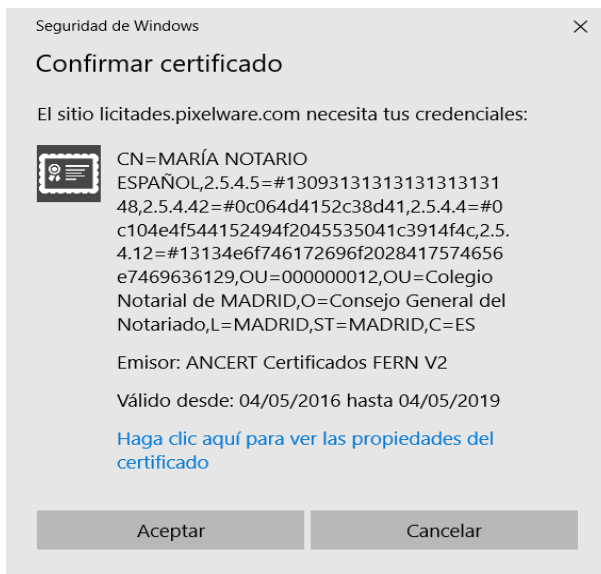 Seguridad de Windows
Confirmar certificado
El sitio licitades.pixelware.com necesita tus credenciales:
CN=MARÍA NOTARIO
ESPAÑOL,2.5.4.5=#13093131313131313131
48,2.5.4.42=#0c064d4152c38d41,2.5.4.4=#0
c104e4f544152494f2045535041c3914f4c,2.5.
4.12=#13134e6f746172696f2028417574656
e7469636129,OU=000000012,OU=Colegio
Notarial de MADRID,O=Consejo General del
Notariado,L=MADRID,ST=MADRID,C=ES
Emisor: ANCERT Certificados FERN V2
Válido desde: 04/05/2016 hasta 04/05/2019
Haga clic aquí para ver las propiedades del
certificado
Aceptar
Cancelar